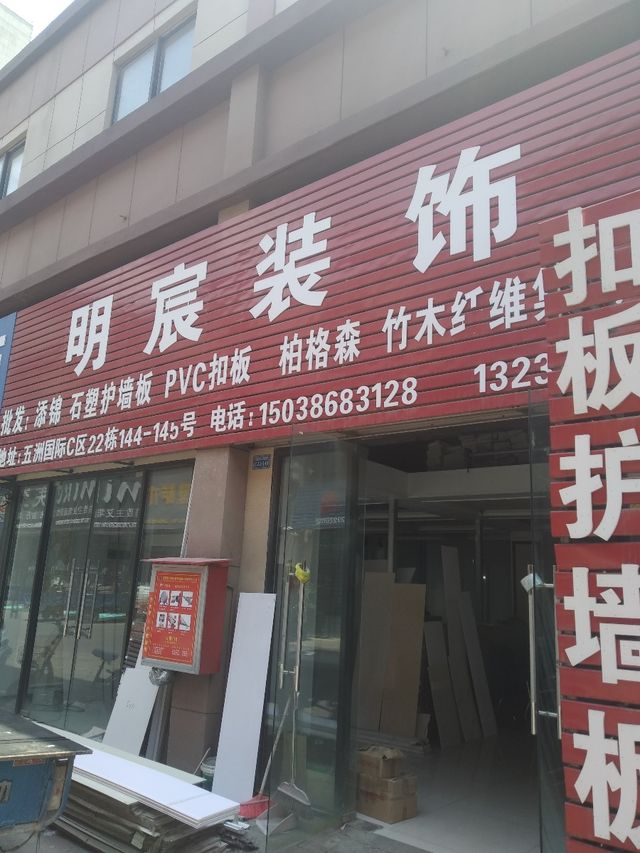 明宸装饰
批发：添锦 石塑护墙板 PVC扣板 柏格森 竹木纤维集
地址：五洲国际C区22栋144-145号 电话：15038683128 1323
扣板护墙板